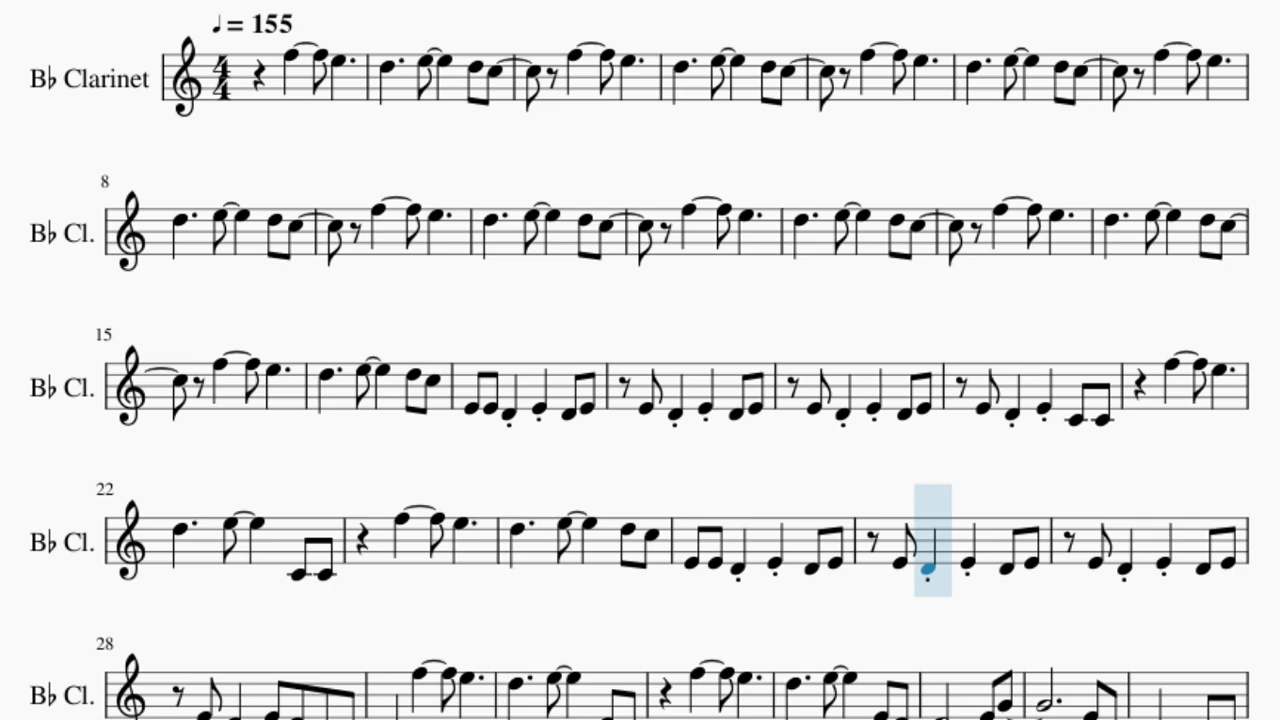 ♩ = 155
B♭ Clarinet
4
4
8
B♭ Cl.
15
B♭ Cl.
22
B♭ Cl.
28
B♭ Cl.